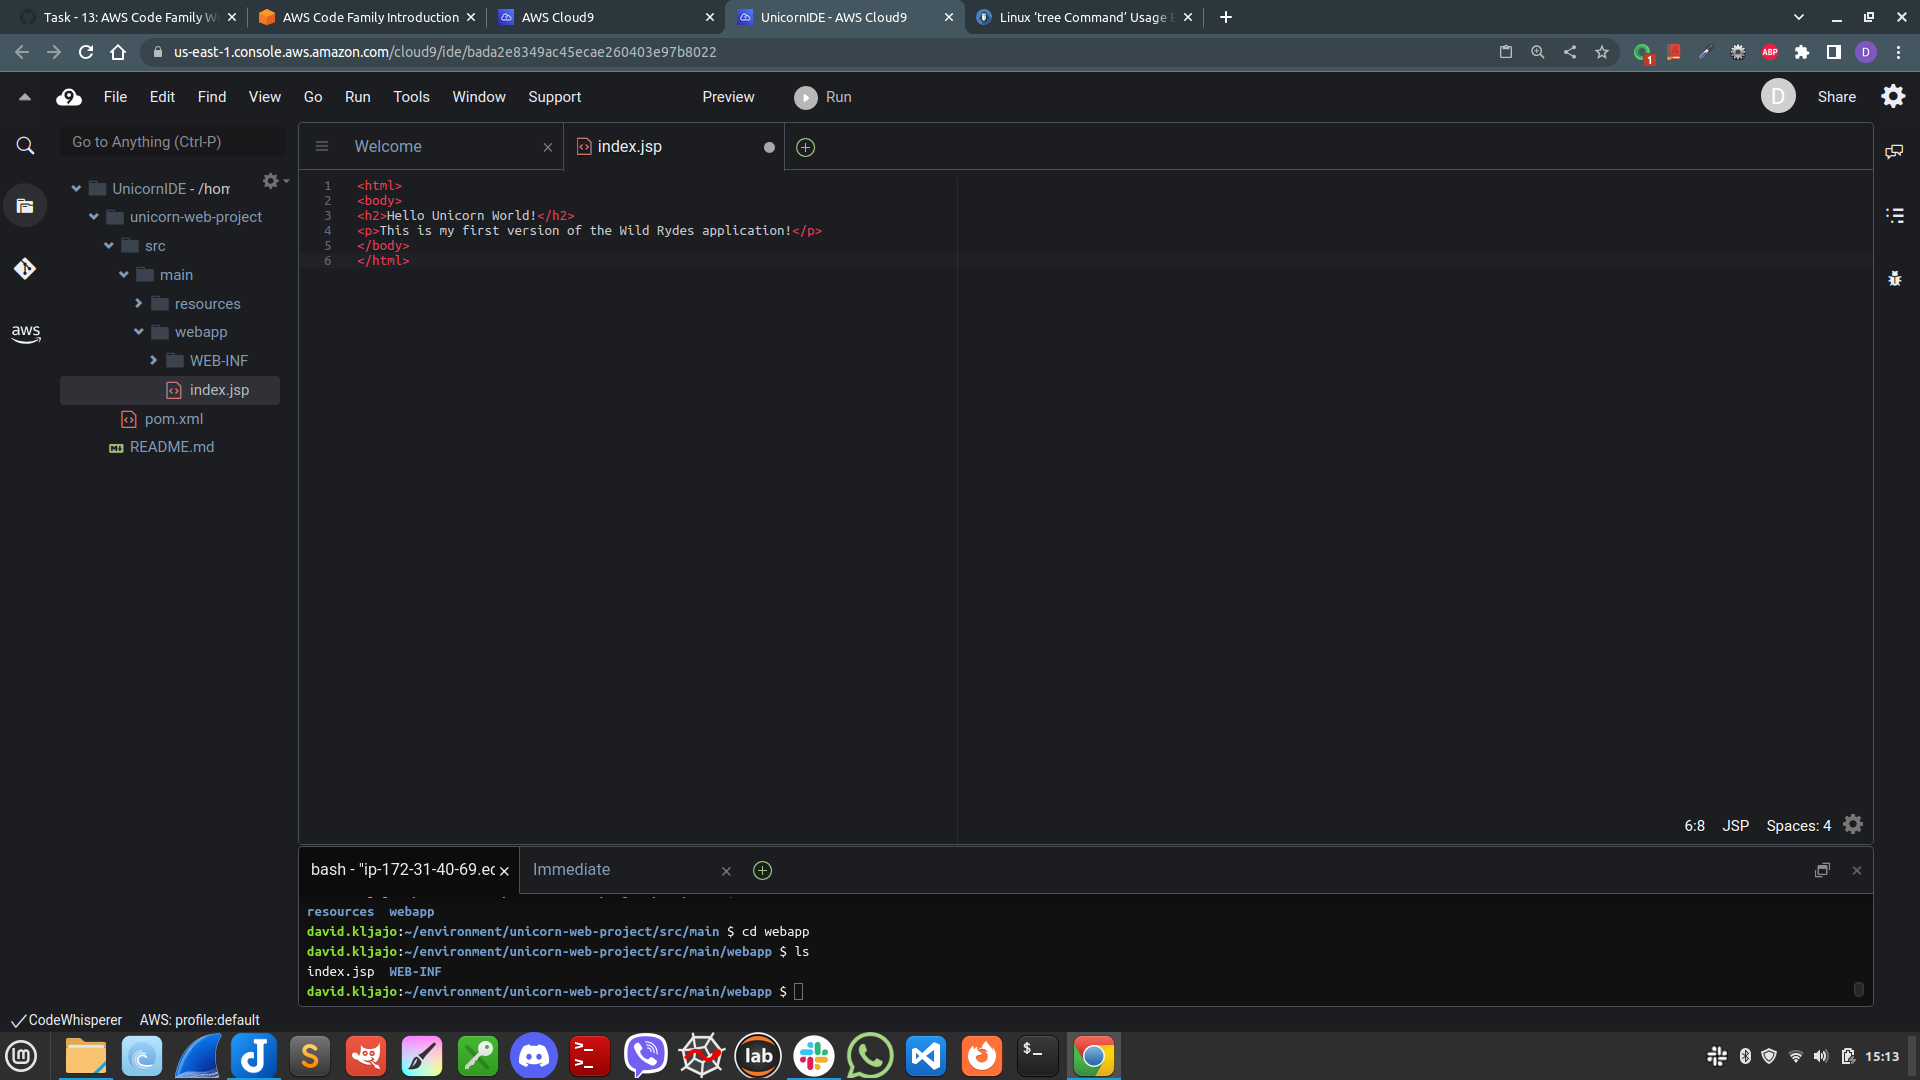 Task - 13: AWS Code Family W
AWS Code Family Introduction
AWS Cloud9
UnicornIDE - AWS Cloud9
Linux ‘tree Command’ Usage E
us-east-1.console.aws.amazon.com/cloud9/ide/bada2e8349ac45ecae260403e97b8022
1
ABP
D
9
File
Edit
Find
View
Go
Run
Tools
Window
Support
Preview
Run
D
Share
Go to Anything (Ctrl-P)
Welcome
index.jsp
UnicornIDE - /hom
unicorn-web-project
src
main
resources
webapp
WEB-INF
index.jsp
pom.xml
README.md
aws
1 <html>
2 <body>
3 <h2>Hello Unicorn World!</h2>
4 <p>This is my first version of the Wild Rydes application!</p>
5 </body>
6 </html>
6:8 JSP Spaces: 4
bash - "ip-172-31-40-69.ec
Immediate
resources webapp
david.kljajo:~/environment/unicorn-web-project/src/main $ cd webapp
david.kljajo:~/environment/unicorn-web-project/src/main/webapp $ ls
index.jsp WEB-INF
david.kljajo:~/environment/unicorn-web-project/src/main/webapp $
CodeWhisperer
AWS: profile:default
lab
15:13